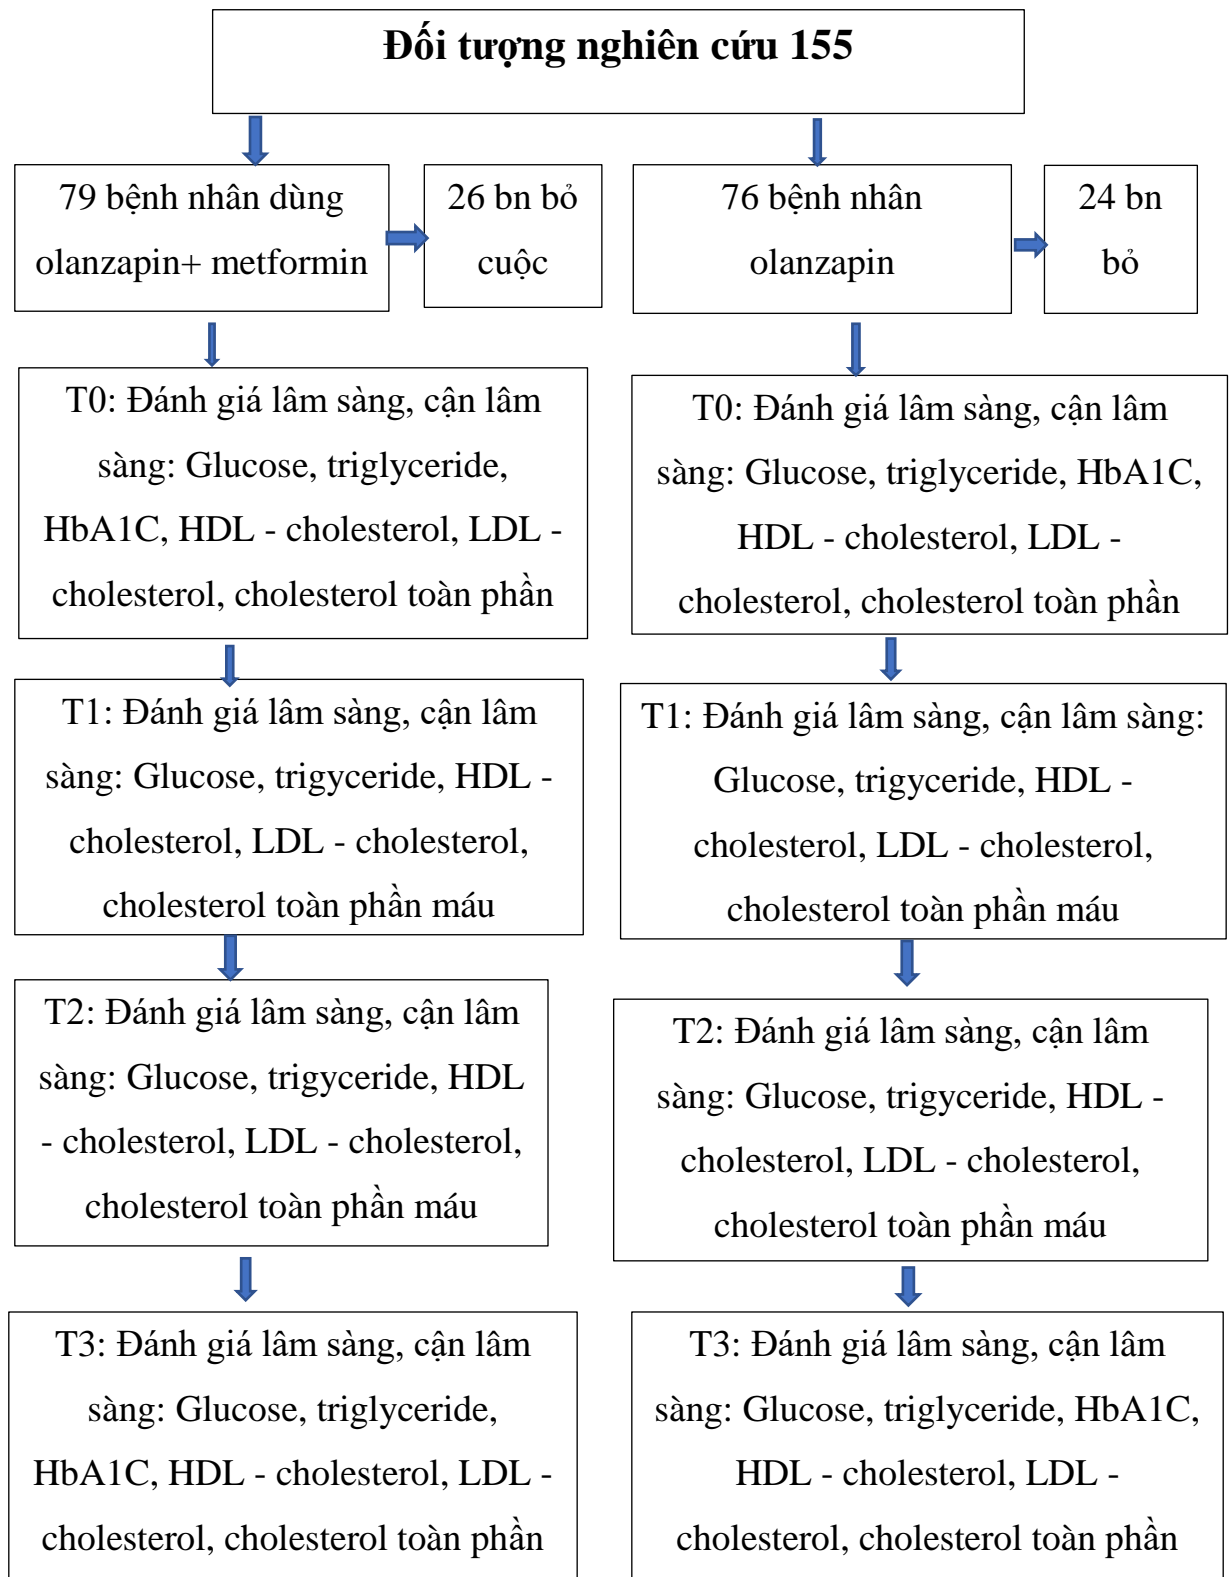 Đối tượng nghiên cứu 155
79 bệnh nhân dùng
olanzapin+ metformin
26 bn bỏ
cuộc
76 bệnh nhân
olanzapin
24 bn
bỏ
T0: Đánh giá lâm sàng, cận lâm
sàng: Glucose, triglyceride,
HbA1C, HDL - cholesterol, LDL -
cholesterol, cholesterol toàn phần
T0: Đánh giá lâm sàng, cận lâm
sàng: Glucose, triglyceride, HbA1C,
HDL - cholesterol, LDL -
cholesterol, cholesterol toàn phần
T1: Đánh giá lâm sàng, cận lâm
sàng: Glucose, trigyceride, HDL -
cholesterol, LDL - cholesterol,
cholesterol toàn phần máu
T1: Đánh giá lâm sàng, cận lâm sàng:
Glucose, trigyceride, HDL -
cholesterol, LDL - cholesterol,
cholesterol toàn phần máu
T2: Đánh giá lâm sàng, cận lâm
sàng: Glucose, trigyceride, HDL
- cholesterol, LDL - cholesterol,
cholesterol toàn phần máu
T2: Đánh giá lâm sàng, cận lâm
sàng: Glucose, trigyceride, HDL -
cholesterol, LDL - cholesterol,
cholesterol toàn phần máu
T3: Đánh giá lâm sàng, cận lâm
sàng: Glucose, triglyceride,
HbA1C, HDL - cholesterol, LDL -
cholesterol, cholesterol toàn phần
T3: Đánh giá lâm sàng, cận lâm
sàng: Glucose, triglyceride, HbA1C,
HDL - cholesterol, LDL -
cholesterol, cholesterol toàn phần